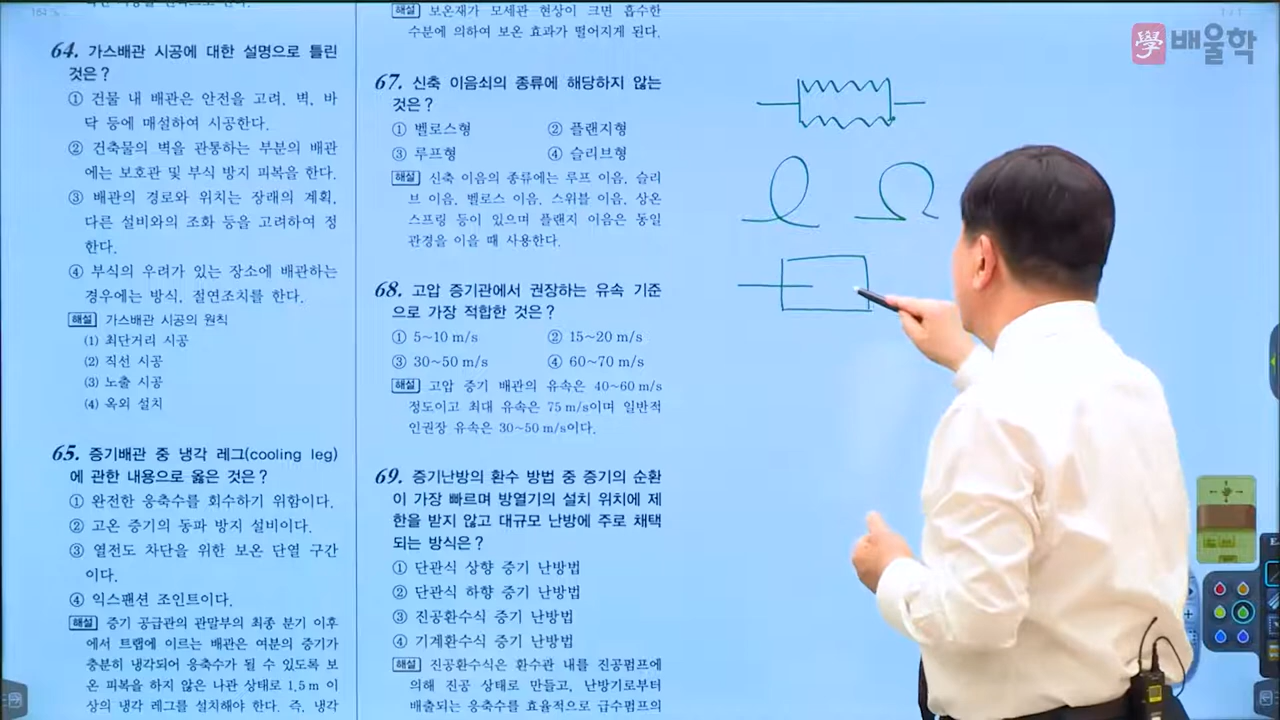 64. 가스배관 시공에 대한 설명으로 틀린
것은?
① 건물 내 배관은 안전을 고려, 벽, 바
닥 등에 매설하여 시공한다.
② 건축물의 벽을 관통하는 부분의 배관
에는 보호관 및 부식 방지 피복을 한다.
③ 배관의 경로와 위치는 장래의 계획,
다른 설비와의 조화 등을 고려하여 정
한다.
④ 부식의 우려가 있는 장소에 배관하는
경우에는 방식, 절연조치를 한다.
해설 가스배관 시공의 원칙
(1) 최단거리 시공
(2) 직선 시공
(3) 노출 시공
(4) 옥외 설치
65. 증기배관 중 냉각 레그(cooling leg)
에 관한 내용으로 옳은 것은?
① 완전한 응축수를 회수하기 위함이다.
② 고온 증기의 동파 방지 설비이다.
③ 열전도 차단을 위한 보온 단열 구간
이다.
④ 익스팬션 조인트이다.
해설 증기 공급관의 관말부의 최종 분기 이후
에서 트랩에 이르는 배관은 여분의 증기가
충분히 냉각되어 응축수가 될 수 있도록 보
온 피복을 하지 않은 나관 상태로 1.5m 이
상의 냉각 레그를 설치해야 한다. 즉, 냉각
해설 보온재가 모세관 현상이 크면 흡수한
수분에 의하여 보온 효과가 떨어지게 된다.
67. 신축 이음쇠의 종류에 해당하지 않는
것은?
① 벨로스형 ② 플랜지형
③ 루프형 ④ 슬리브형
해설 신축 이음의 종류에는 루프 이음, 슬리
브 이음, 벨로스 이음, 스위블 이음, 상온
스프링 등이 있으며 플랜지 이음은 동일
관경을 이을 때 사용한다.
68. 고압 증기관에서 권장하는 유속 기준
으로 가장 적합한 것은?
① 5~10 m/s ② 15~20 m/s
③ 30~50 m/s ④ 60~70 m/s
해설 고압 증기 배관의 유속은 40~60 m/s
정도이고 최대 유속은 75 m/s이며 일반적
인권장 유속은 30~50 m/s이다.
69. 증기난방의 환수 방법 중 증기의 순환
이 가장 빠르며 방열기의 설치 위치에 제
한을 받지 않고 대규모 난방에 주로 채택
되는 방식은?
① 단관식 상향 증기 난방법
② 단관식 하향 증기 난방법
③ 진공환수식 증기 난방법
④ 기계환수식 증기 난방법
해설 진공환수식은 환수관 내를 진공펌프에
의해 진공 상태로 만들고, 난방기로부터
배출되는 응축수를 효율적으로 급수펌프의
學 배울학